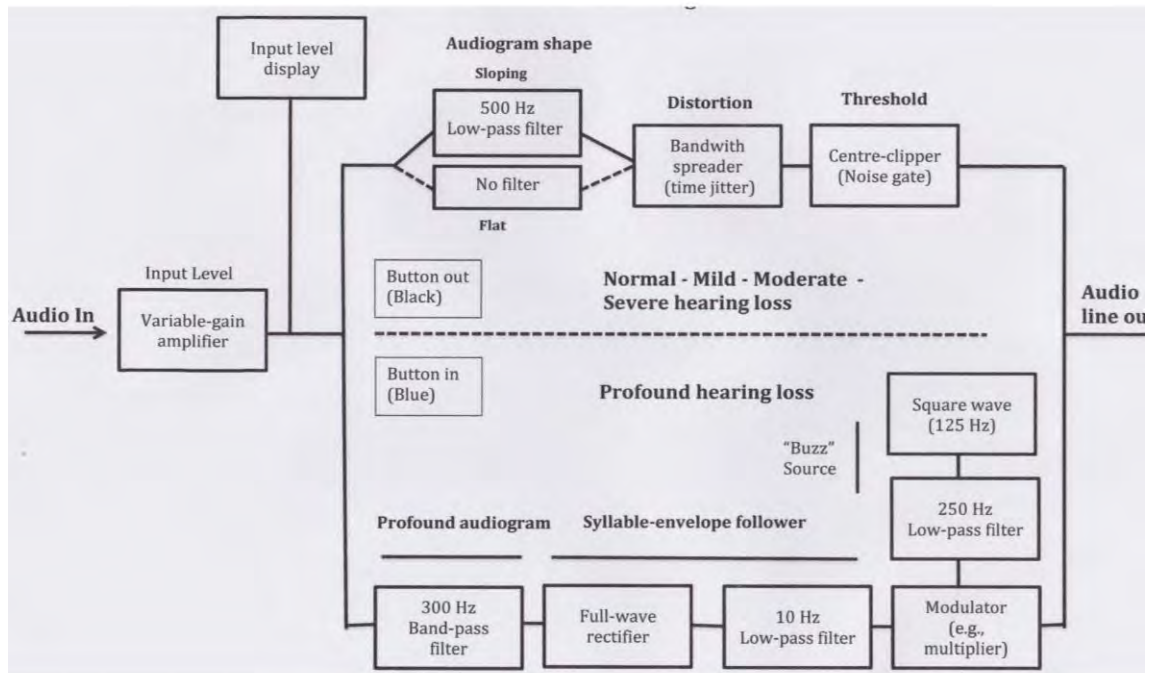 Input level
display
Audiogram shape
Sloping
500 Hz
Low-pass filter
No filter
Flat
Distortion
Bandwith
spreader
(time jitter)
Threshold
Centre-clipper
(Noise gate)
Input Level
Audio In
Variable-gain
amplifier
Button out
(Black)
Normal - Mild - Moderate -
Severe hearing loss
Audio
line ou
Button in
(Blue)
Profound hearing loss
Square wave
(125 Hz)
"Buzz"
Source
250 Hz
Low-pass filter
Profound audiogram
Syllable-envelope follower
300 Hz
Band-pass
filter
Full-wave
rectifier
10 Hz
Low-pass filter
Modulator
(e.g.,
multiplier)